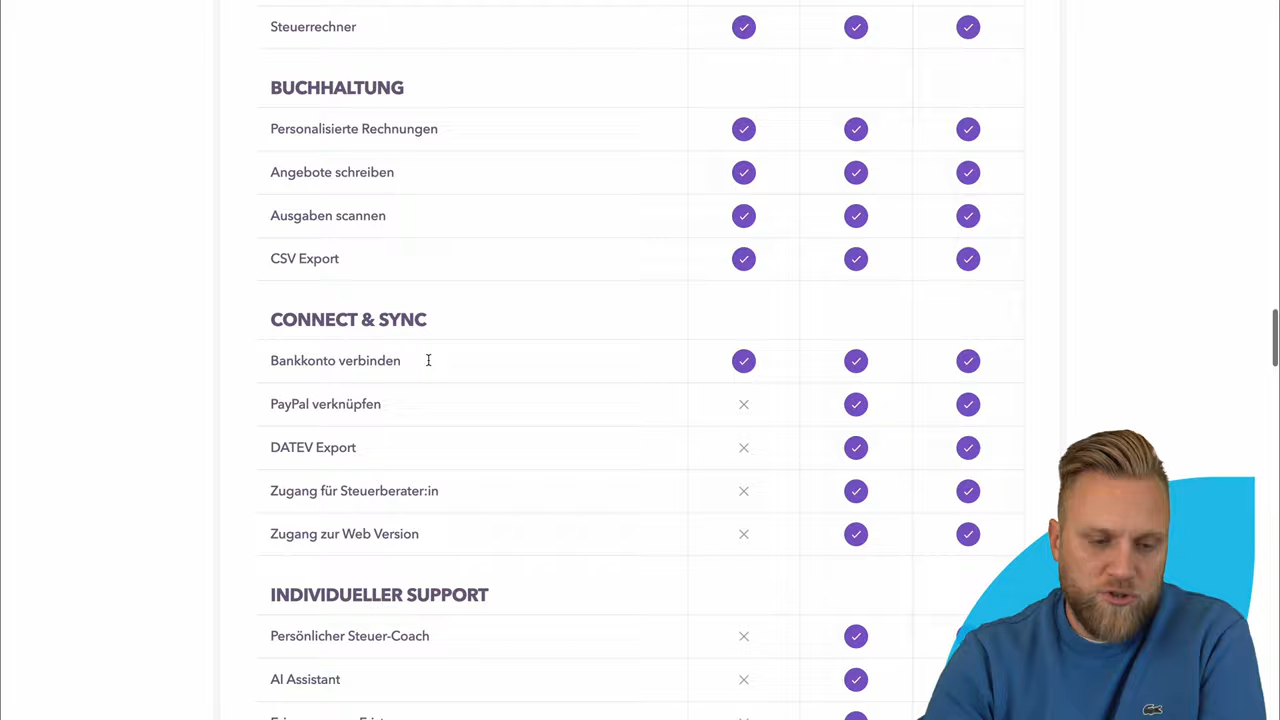 Steuerrechner
BUCHHALTUNG
Personalisierte Rechnungen
Angebote schreiben
Ausgaben scannen
CSV Export
CONNECT & SYNC
Bankkonto verbinden
PayPal verknüpfen
DATEV Export
Zugang für Steuerberater:in
Zugang zur Web Version
INDIVIDUELLER SUPPORT
Persönlicher Steuer-Coach
AI Assistant